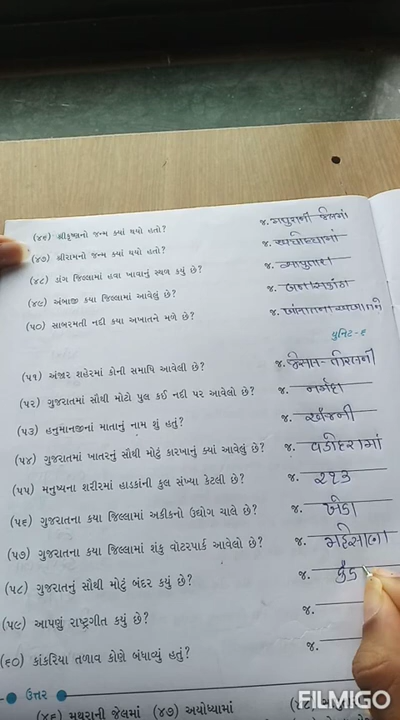 (૪૬) શ્રીકૃષ્ણનો જન્મ ક્યાં થયો હતો? જ. મથુરાની જેલમાં
(૪૭) શ્રીરામનો જન્મ ક્યાં થયો હતો? જ. અયોધ્યામાં
(૪૮) ડાંગ જિલ્લામાં હવા ખાવાનું સ્થળ કયું છે? જ. સાપુતારા
(૪૯) અંબાજી કયા જિલ્લામાં આવેલું છે? જ. બનાસકાંઠા
(૫૦) સાબરમતી નદી કયા અખાતને મળે છે? જ. ખંભાતના અખાતને
યુનિટ-૬
(૫૧) અંજાર શહેરમાં કોની સમાધિ આવેલી છે? જ. જેસલ-તોરલની
(૫૨) ગુજરાતમાં સૌથી મોટો પુલ કઈ નદી પર આવેલો છે? જ. નર્મદા
(૫૩) હનુમાનજીનાં માતાનું નામ શું હતું? જ. અંજની
(૫૪) ગુજરાતમાં ખાતરનું સૌથી મોટું કારખાનું ક્યાં આવેલું છે? જ. વડોદરામાં
(૫૫) મનુષ્યના શરીરમાં હાડકાંની કુલ સંખ્યા કેટલી છે? જ. ૨૧૩
(૫૬) ગુજરાતના કયા જિલ્લામાં અકીકનો ઉદ્યોગ ચાલે છે? જ. ખેડા
(૫૭) ગુજરાતના કયા જિલ્લામાં શંકુ વોટરપાર્ક આવેલો છે? જ. મહેસાણા
(૫૮) ગુજરાતનું સૌથી મોટું બંદર કયું છે? જ. કંડ
(૫૯) આપણું રાષ્ટ્રગીત કયું છે? જ.
(૬૦) કાંકરિયા તળાવ કોણે બંધાવ્યું હતું? જ.
ઉત્તર
(૪૬) મથુરાની જેલમાં (૪૭) અયોધ્યામાં
FILMIGO